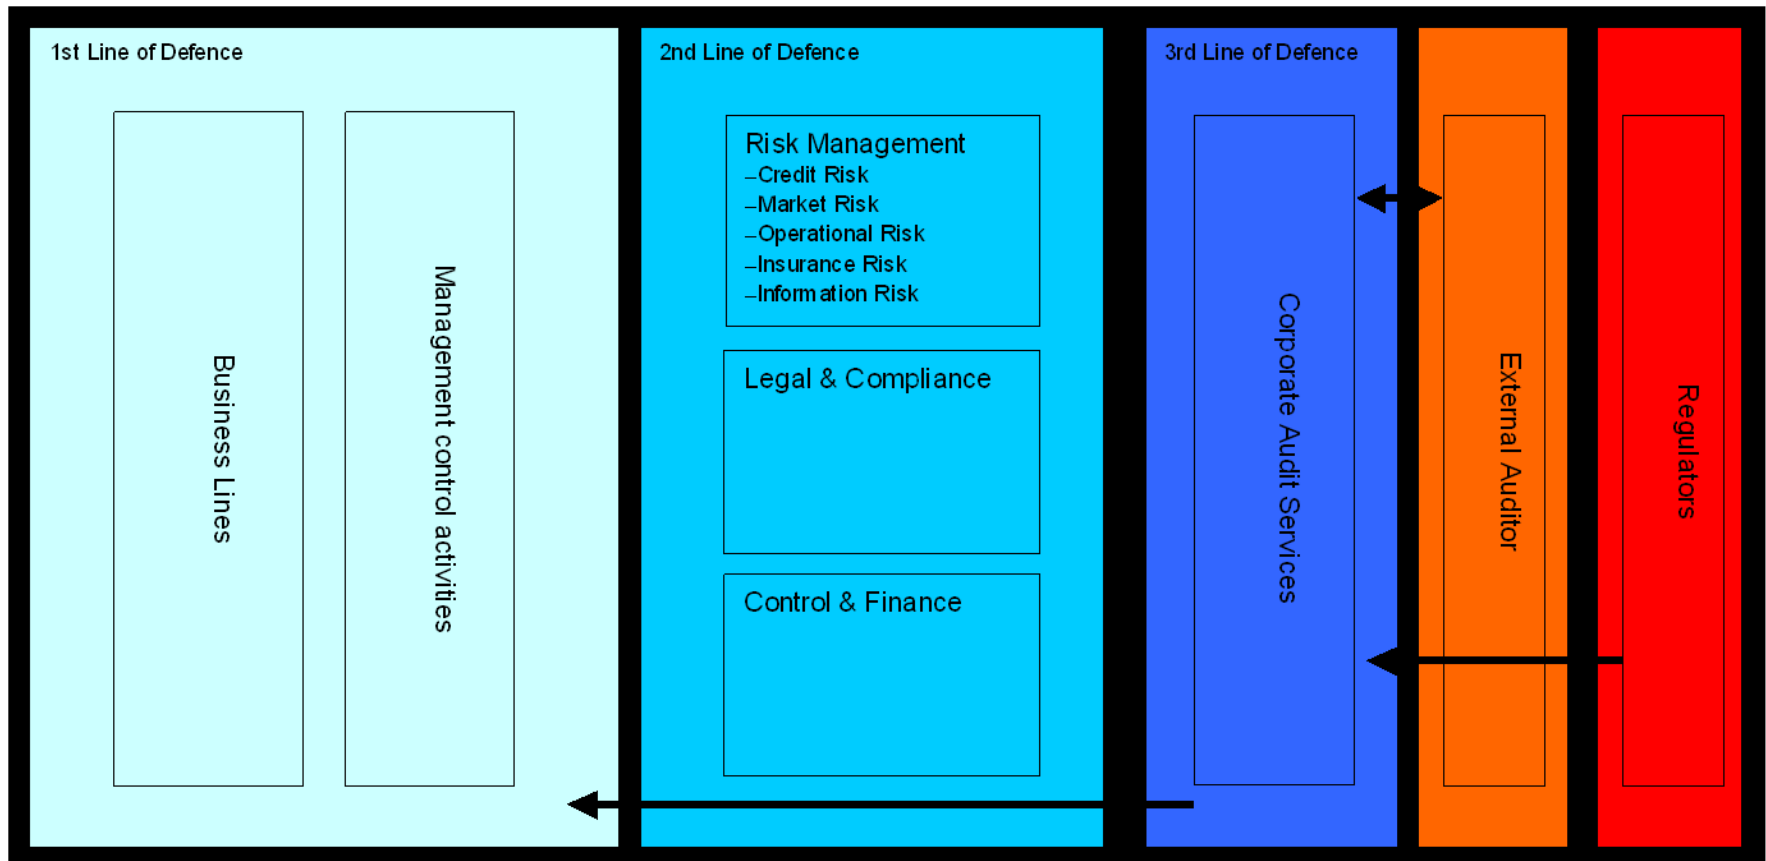 1st Line of Defence
Business Lines
Management control activities
2nd Line of Defence
Risk Management
–Credit Risk
–Market Risk
–Operational Risk
–Insurance Risk
–Information Risk
Legal & Compliance
Control & Finance
3rd Line of Defence
Corporate Audit Services
External Auditor
Regulators